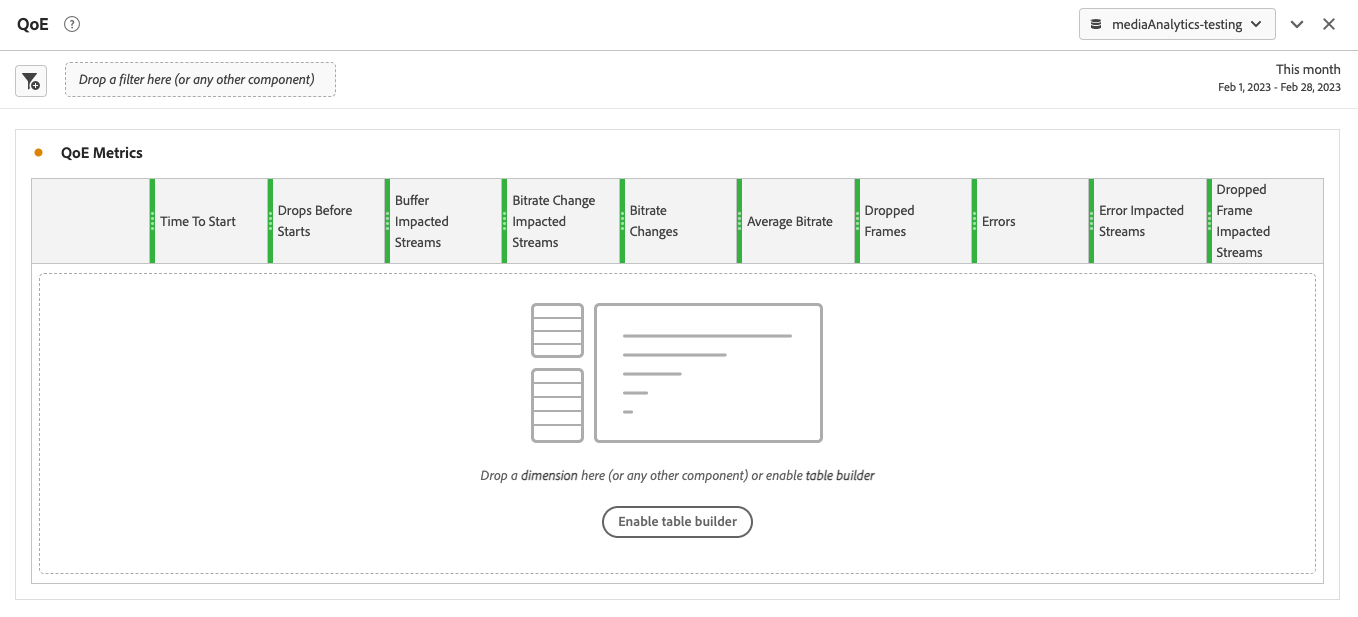 QoE ?
mediaAnalytics-testing
Drop a filter here (or any other component)
This month
Feb 1, 2023 - Feb 28, 2023
QoE Metrics
Time To Start
Drops Before
Starts
Buffer
Impacted
Streams
Bitrate Change
Impacted
Streams
Bitrate
Changes
Average Bitrate
Dropped
Frames
Errors
Error Impacted
Streams
Dropped
Frame
Impacted
Streams
Drop a dimension here (or any other component) or enable table builder
Enable table builder